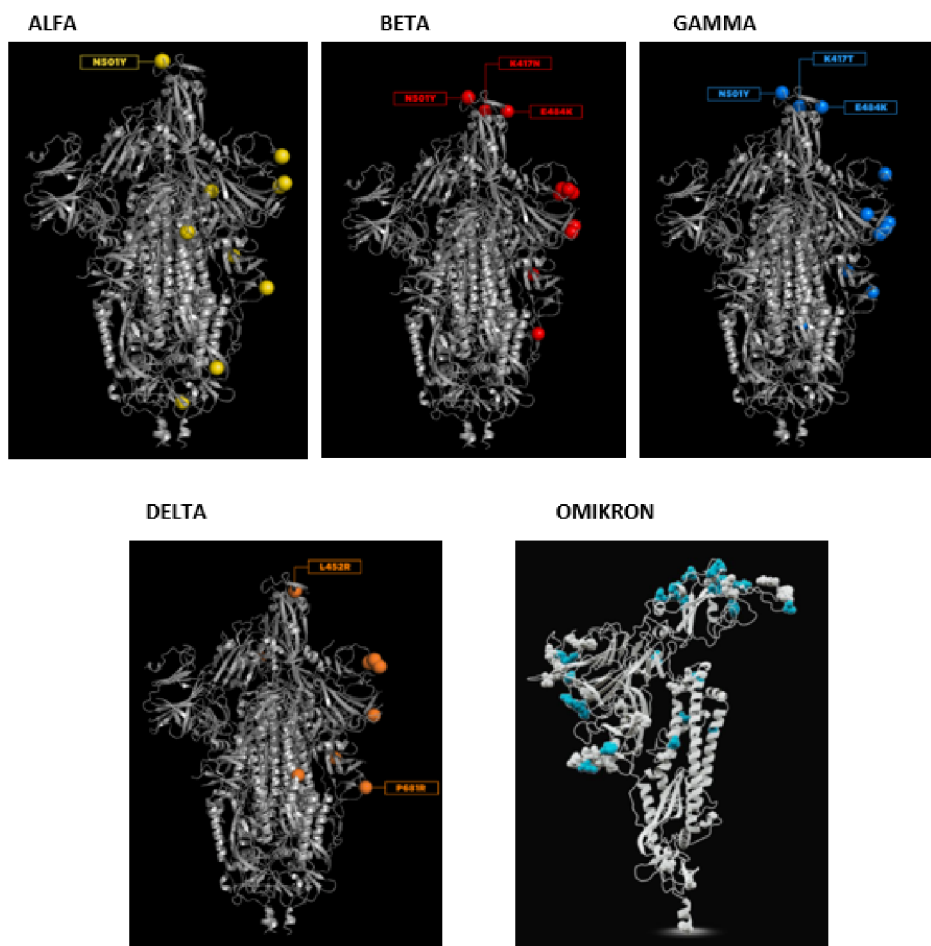 ALFA
BETA
GAMMA
N501Y
K417N
N501Y
E484K
K417T
N501Y
E484K
DELTA
OMIKRON
L452R
P681R